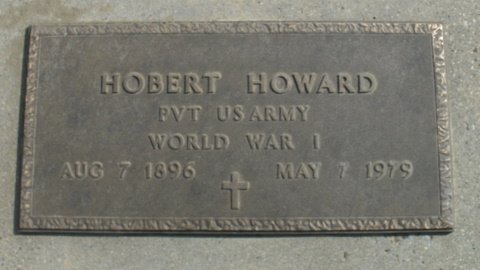 HOBERT HOWARD
PVT US ARMY
WORLD WAR I
AUG 7 1896 MAY 7 1979